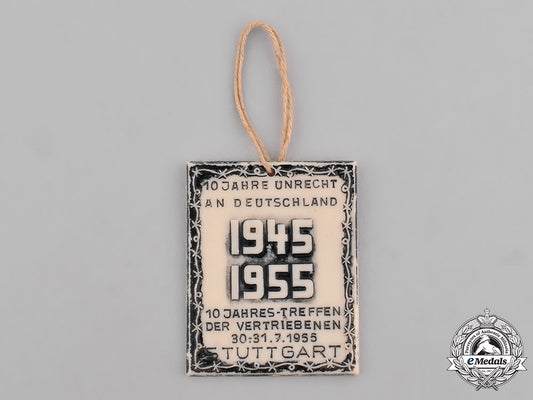 10 JAHRE UNRECHT
AN DEUTSCHLAND
1945
1955
10 JAHRES-TREFFEN
DER VERTRIEBENEN
30:31.7.1955
STUTTGART
eMedals